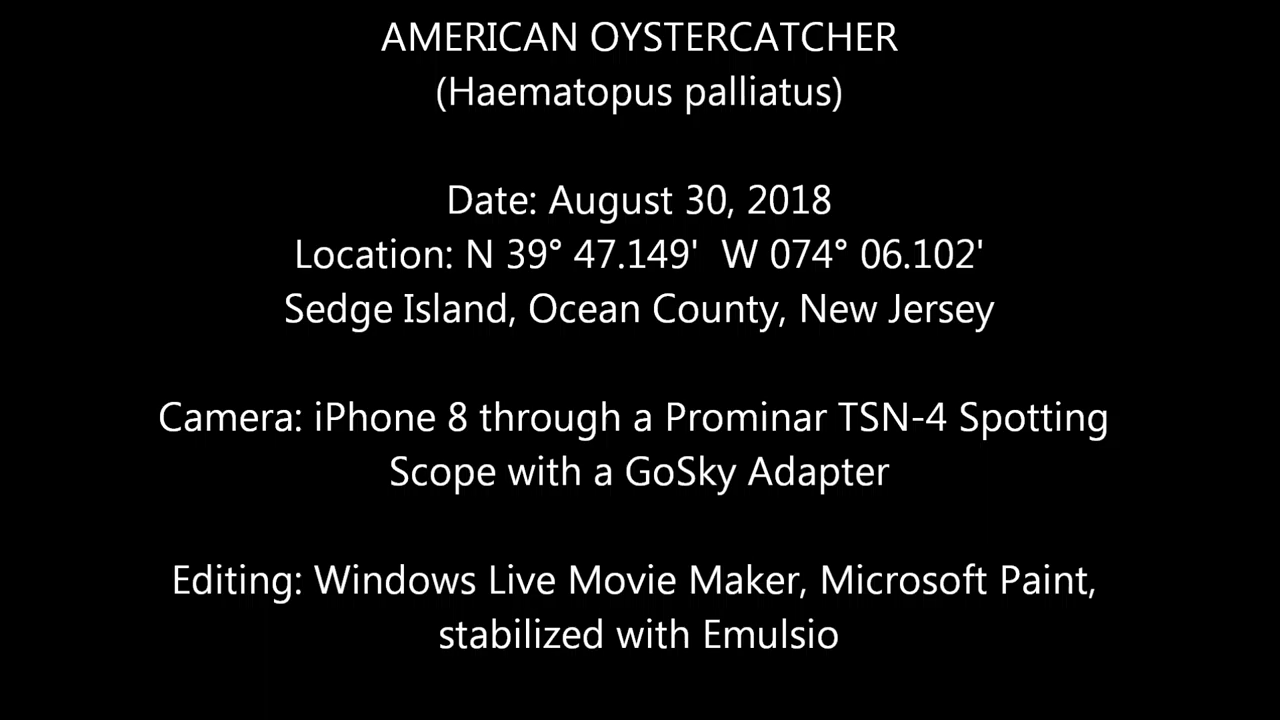 AMERICAN OYSTERCATCHER
(Haematopus palliatus)
Date: August 30, 2018
Location: N 39° 47.149'  W 074° 06.102'
Sedge Island, Ocean County, New Jersey
Camera: iPhone 8 through a Prominar TSN-4 Spotting
Scope with a GoSky Adapter
Editing: Windows Live Movie Maker, Microsoft Paint,
stabilized with Emulsio